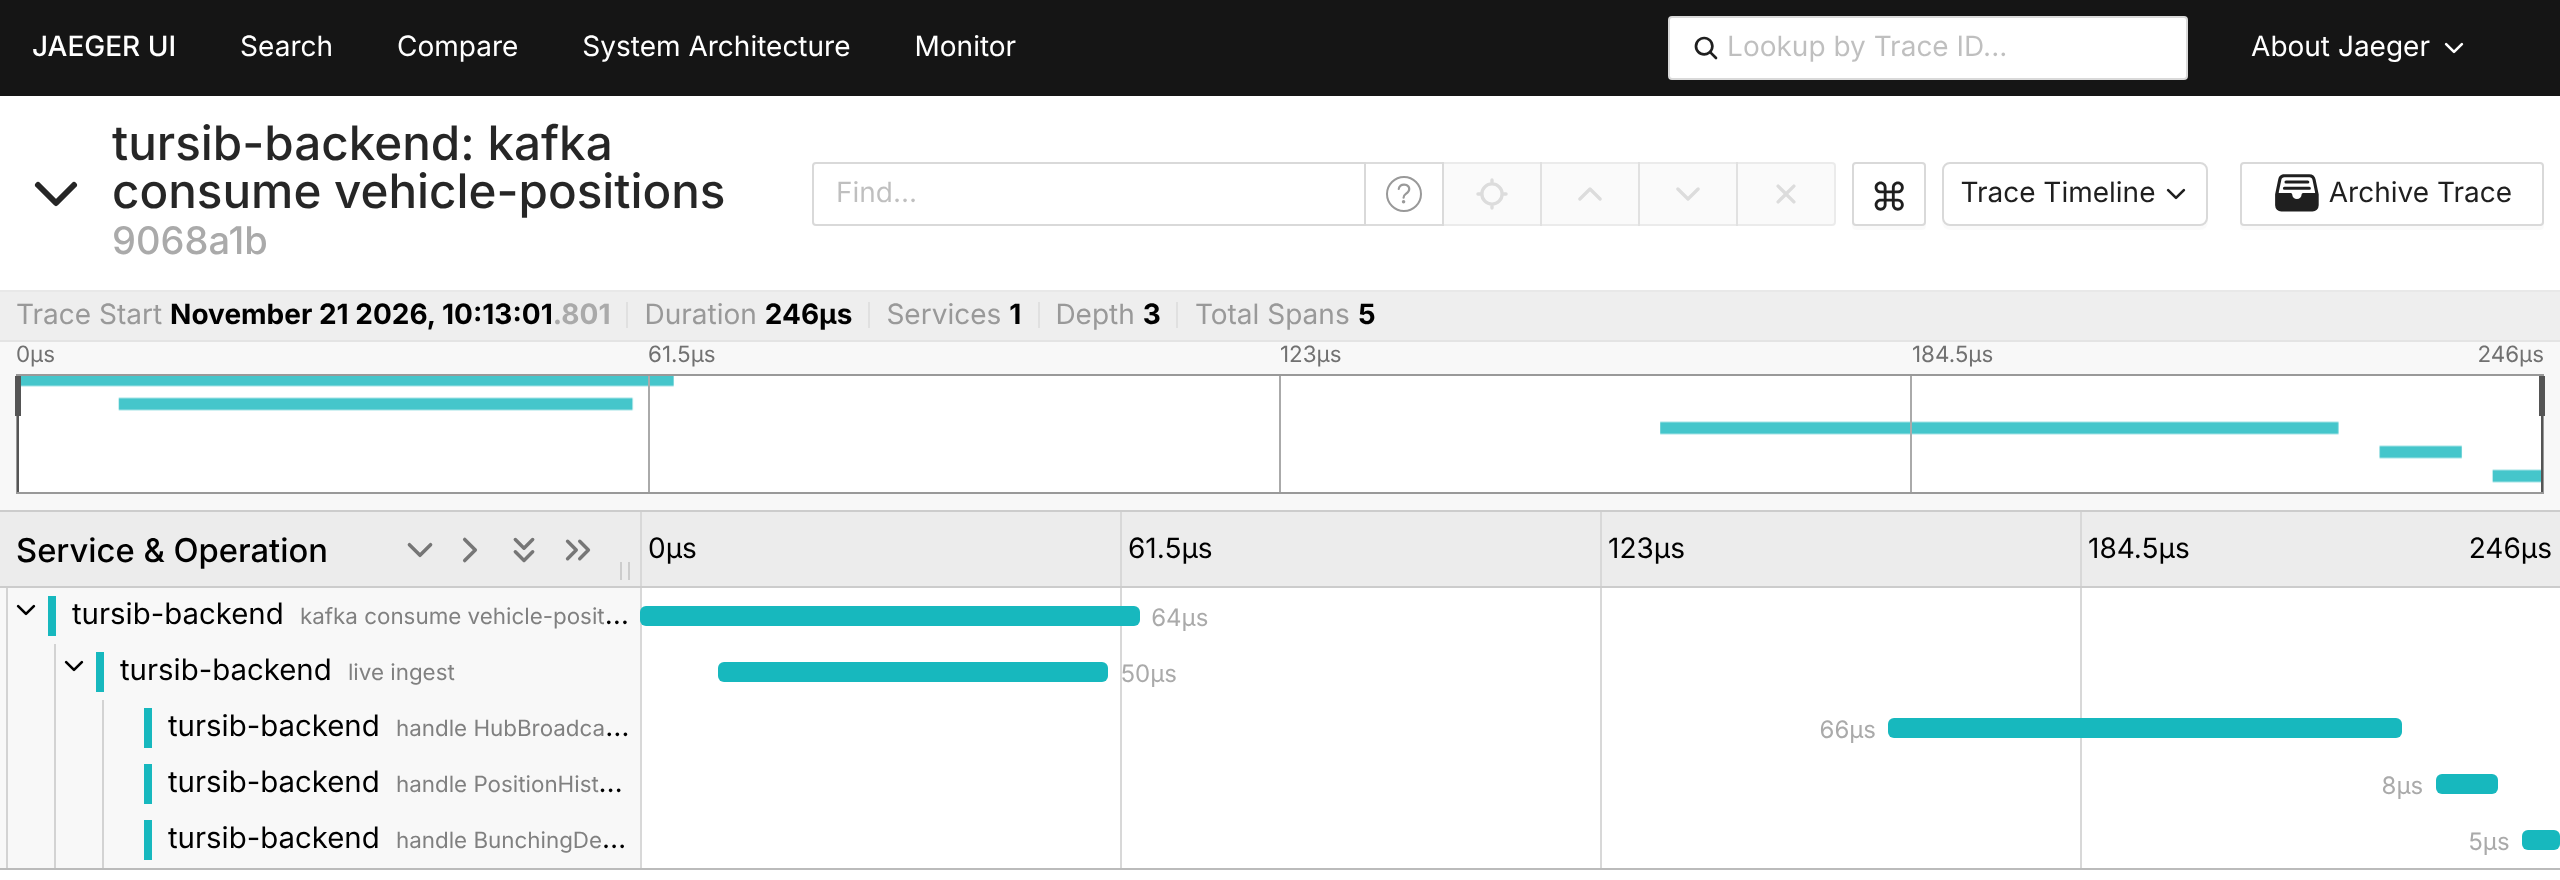 JAEGER UI Search Compare System Architecture Monitor Lookup by Trace ID... About Jaeger
tursib-backend: kafka
consume vehicle-positions
9068a1b
Find...
?
⌘
Trace Timeline
Archive Trace
Trace Start November 21 2026, 10:13:01.801 Duration 246μs Services 1 Depth 3 Total Spans 5
0μs 61.5μs 123μs 184.5μs 246μs
Service & Operation 0μs 61.5μs 123μs 184.5μs 246μs
tursib-backend kafka consume vehicle-posit... 64μs
tursib-backend live ingest 50μs
tursib-backend handle HubBroadca... 66μs
tursib-backend handle PositionHist... 8μs
tursib-backend handle BunchingDe... 5μs